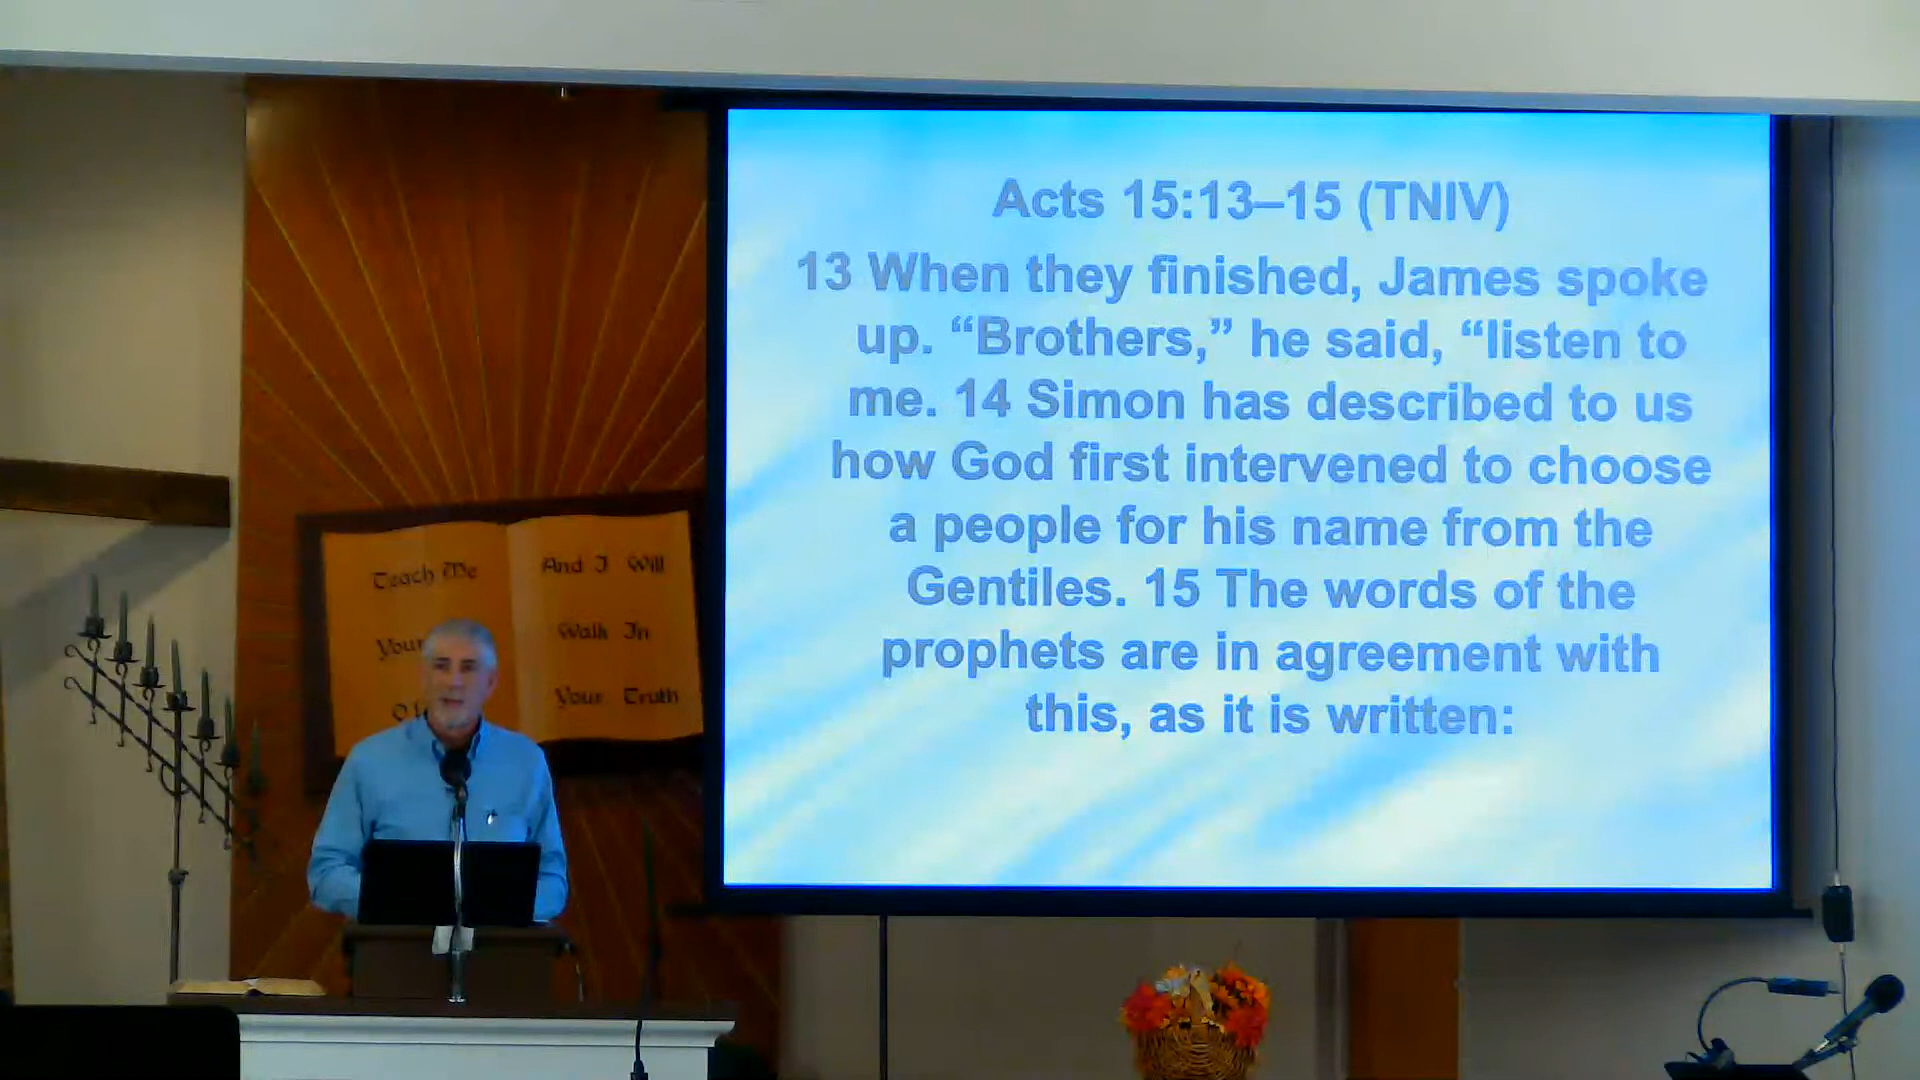 Acts 15:13–15 (TNIV)
13 When they finished, James spoke
up. “Brothers,” he said, “listen to
me. 14 Simon has described to us
how God first intervened to choose
a people for his name from the
Gentiles. 15 The words of the
prophets are in agreement with
this, as it is written:
Teach Me
Your
And I Will
Walk In
Your Truth